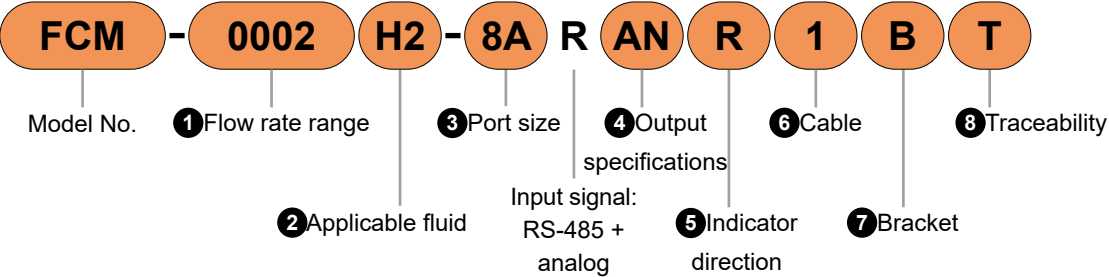 FCM - 0002 H2 - 8A R AN R 1 B T
Model No.
1 Flow rate range
3 Port size
4 Output
specifications
6 Cable
8 Traceability
2 Applicable fluid
Input signal:
RS-485 +
analog
5 Indicator
direction
7 Bracket